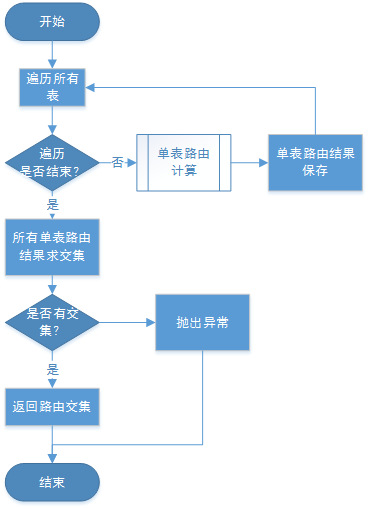 开始
遍历所有
表
遍历
是否结束？
否
单表路由
计算
单表路由结果
保存
是
所有单表路由
结果求交集
是否有交
集？
抛出异常
是
返回路由交集
结束